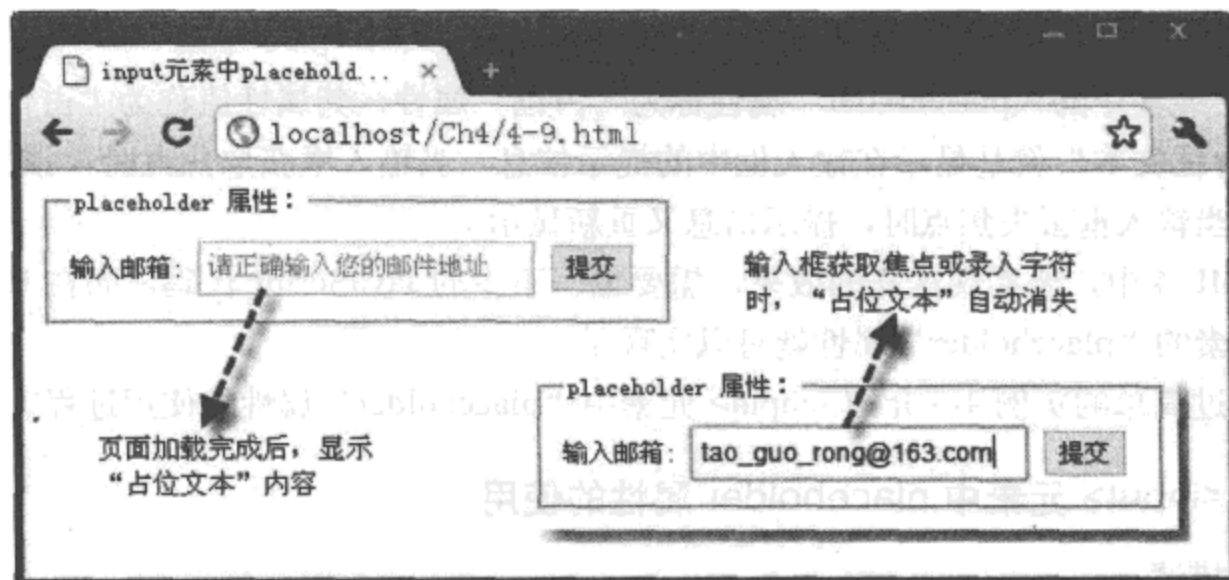 input元素中placehold...
localhost/Ch4/4-9.html
placeholder 属性:
输入邮箱: 请正确输入您的邮件地址 提交
输入框获取焦点或录入字符
时,“占位文本”自动消失
页面加载完成后,显示
“占位文本”内容
placeholder 属性:
输入邮箱: tao_guo_rong@163.com 提交